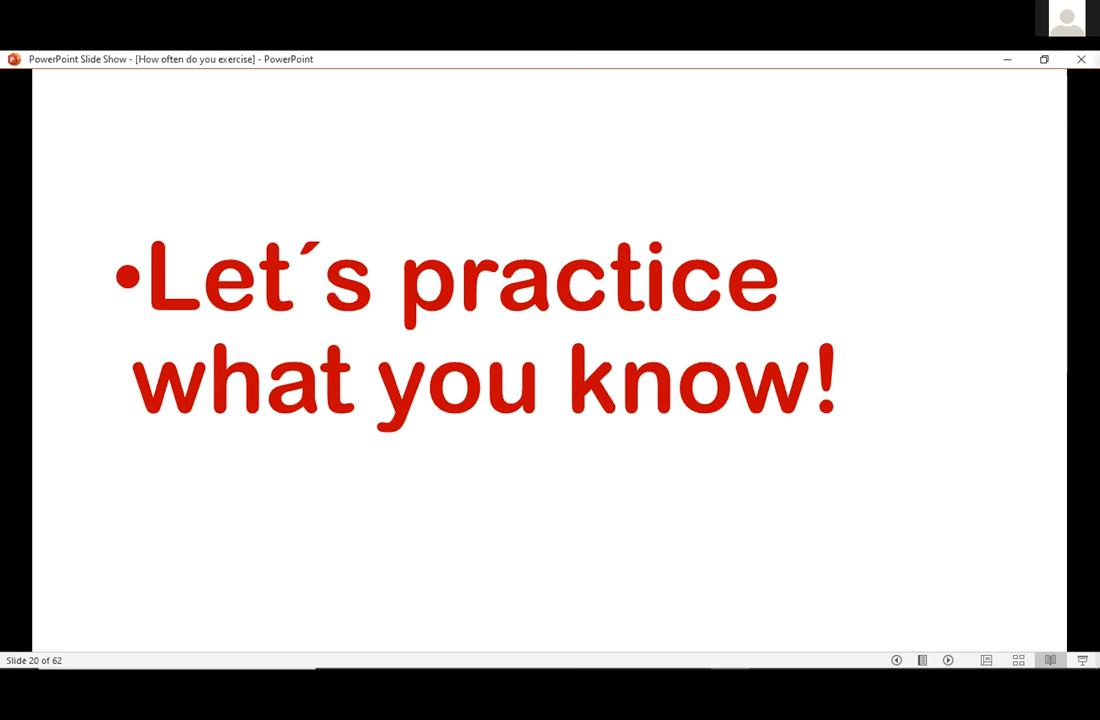 PowerPoint Slide Show - [How often do you exercise] - PowerPoint
•Let´s practice
what you know!
Slide 20 of 62